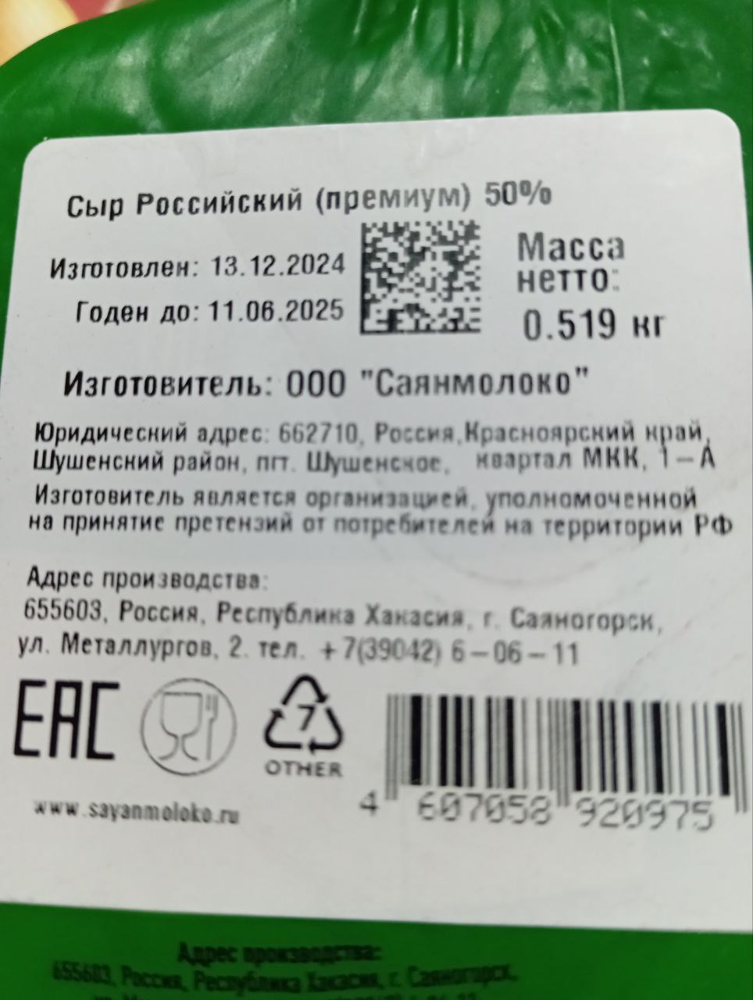 Сыр Российский (премиум) 50%
Изготовлен: 13.12.2024
Годен до: 11.06.2025
Масса
нетто:
0.519 кг
Изготовитель: ООО "Саянмолоко"
Юридический адрес: 662710, Россия,Красноярский край,
Шушенский район, пгт. Шушенское, квартал МКК, 1-А
Изготовитель является организацией, уполномоченной
на принятие претензий от потребителей на территории РФ
Адрес производства:
655603, Россия, Республика Хакасия, г. Саяногорск,
ул. Металлургов, 2. тел. +7(39042) 6-06-11
EAC
7
OTHER
www.sayanmoloko.ru
4 607058 920975
Адрес производства:
655603, Россия, Республика Хакасия, г. Саяногорск,